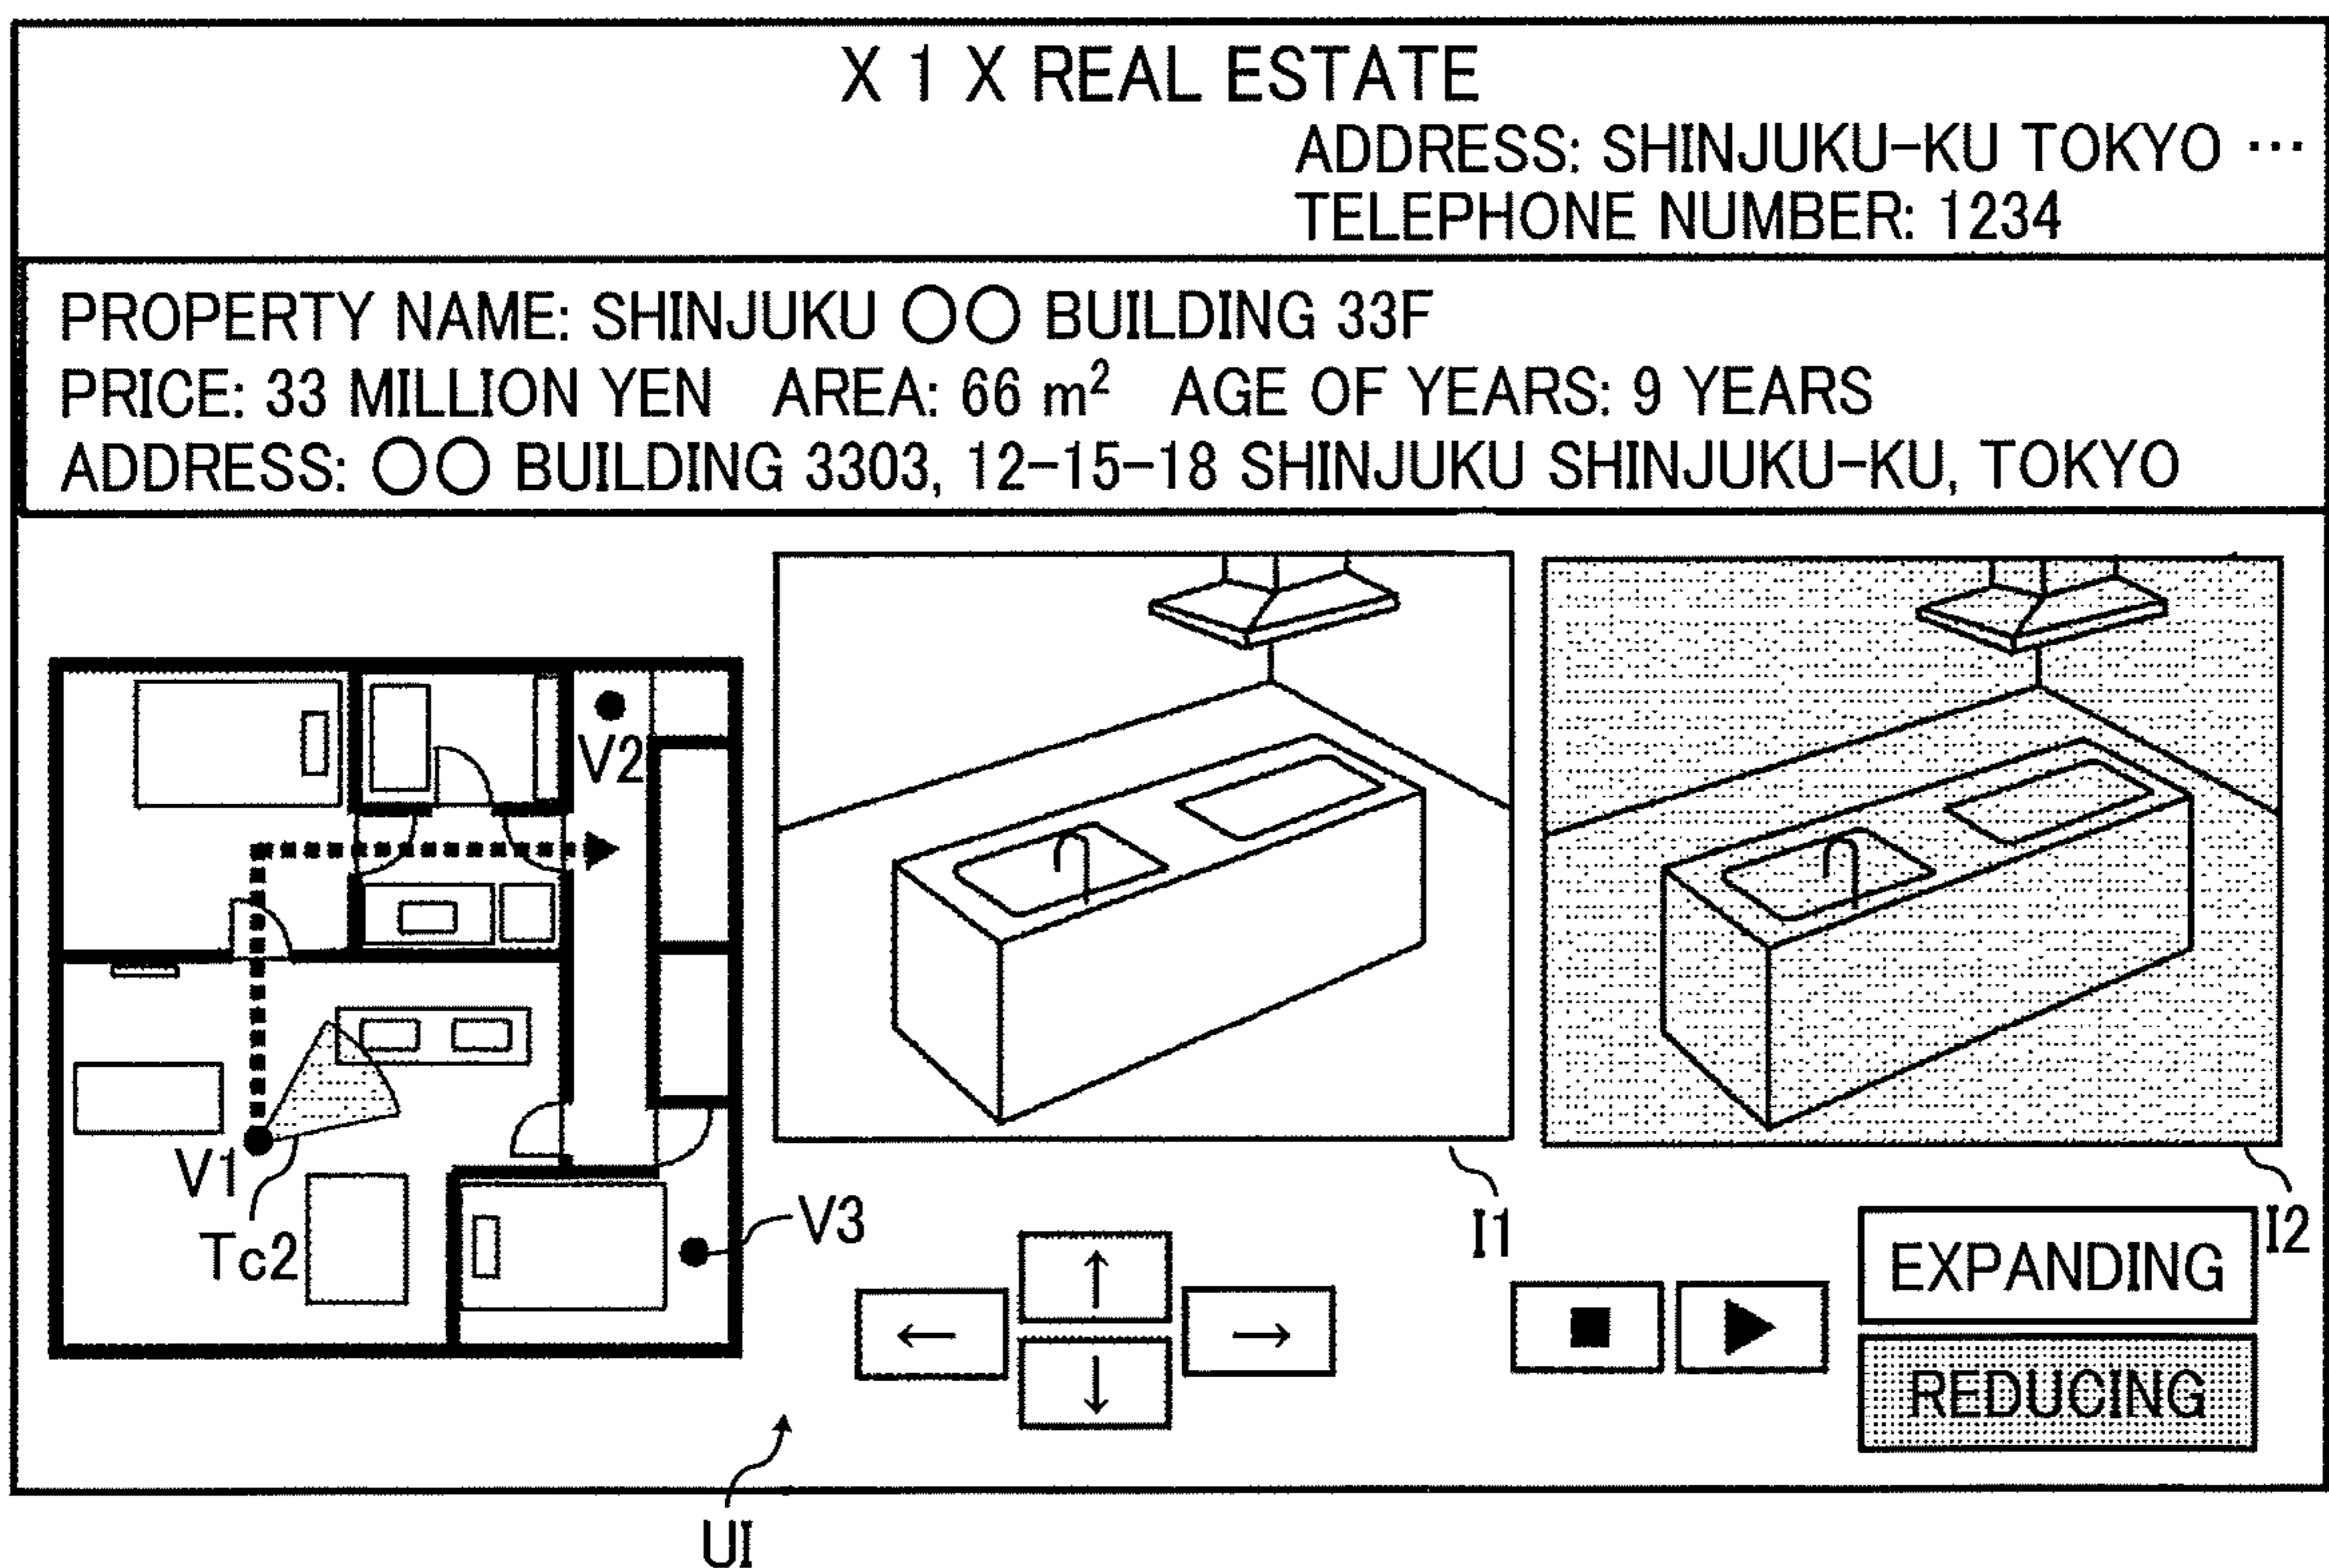 X 1 X REAL ESTATE
ADDRESS: SHINJUKU-KU TOKYO ···
TELEPHONE NUMBER: 1234
PROPERTY NAME: SHINJUKU ○○ BUILDING 33F
PRICE: 33 MILLION YEN AREA: 66 m² AGE OF YEARS: 9 YEARS
ADDRESS: ○○ BUILDING 3303, 12-15-18 SHINJUKU SHINJUKU-KU, TOKYO
V2
V1
Tc2
V3
I1
I2
← ↑ ↓ →
■ ▶
EXPANDING
REDUCING
UI